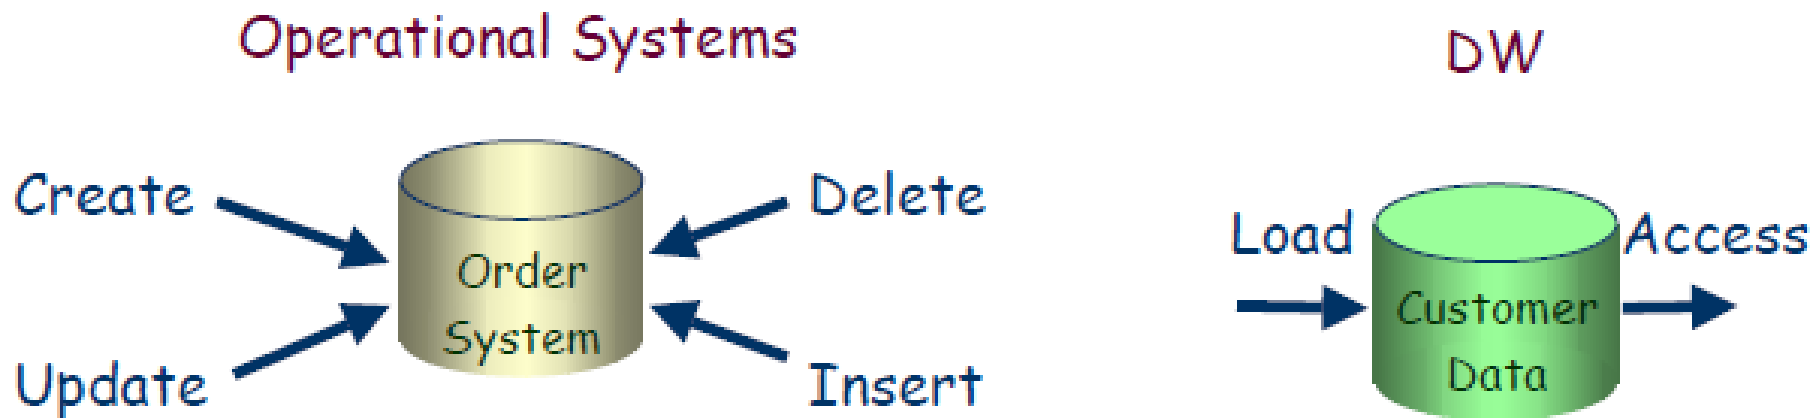 Operational Systems
DW
Create
Delete
Order
System
Update
Insert
Load
Access
Customer
Data